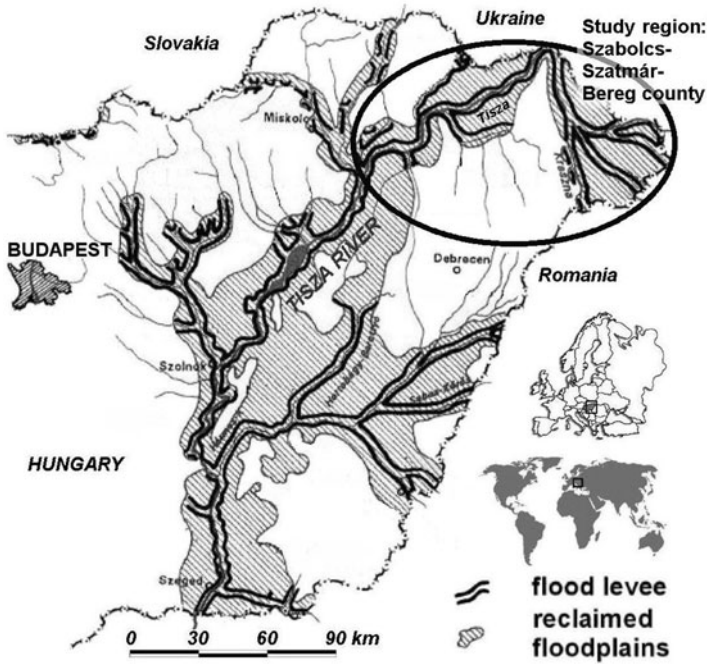 Ukraine
Slovakia
Study region:
Szabolcs-
Szatmár-
Bereg county
Miskolc
Tisza
Kraszna
BUDAPEST
TISZA RIVER
Debrecen
Romania
Szolnok
HUNGARY
Szeged
flood levee
reclaimed
floodplains
0 30 60 90 km